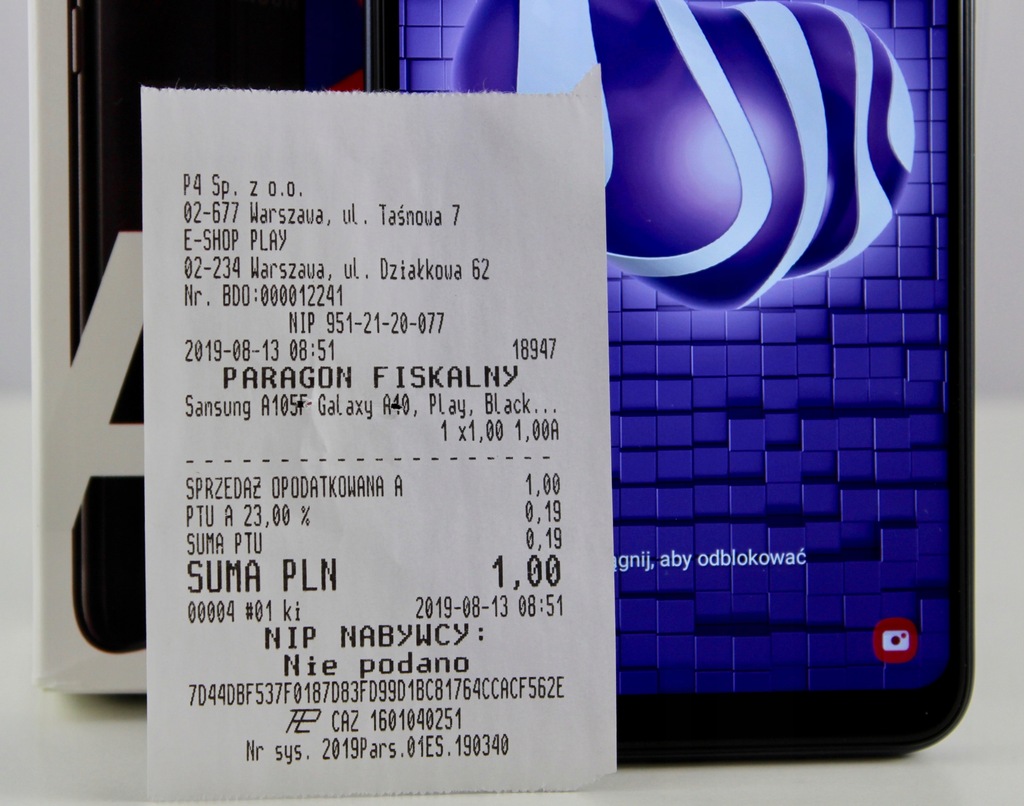 P4 Sp. z o.o.
02-677 Warszawa, ul. Taśmowa 7
E-SHOP PLAY
02-234 Warszawa, ul. Działkowa 62
Nr. BDO:000012241
NIP 951-21-20-077
2019-08-13 08:51 18947
PARAGON FISKALNY
Samsung A105F Galaxy A40, Play, Black...
1 x1,00 1,00A
- - - - - - - - - - - - - - - - - - -
SPRZEDAŻ OPODATKOWANA A 1,00
PTU A 23,00 % 0,19
SUMA PTU 0,19
SUMA PLN 1,00
00004 #01 ki 2019-08-13 08:51
NIP NABYWCY:
Nie podano
7D44DBF537F0187D83FD99D1BC81764CCACF562E
CAZ 1601040251
Nr sys. 2019Pars.01ES.190340
ągnij, aby odblokować
A